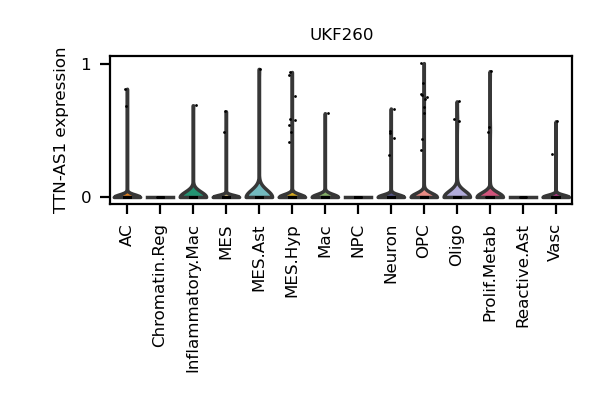 UKF260
TTN-AS1 expression
1
0
AC
Chromatin.Reg
Inflammatory.Mac
MES
MES.Ast
MES.Hyp
Mac
NPC
Neuron
OPC
Oligo
Prolif.Metab
Reactive.Ast
Vasc